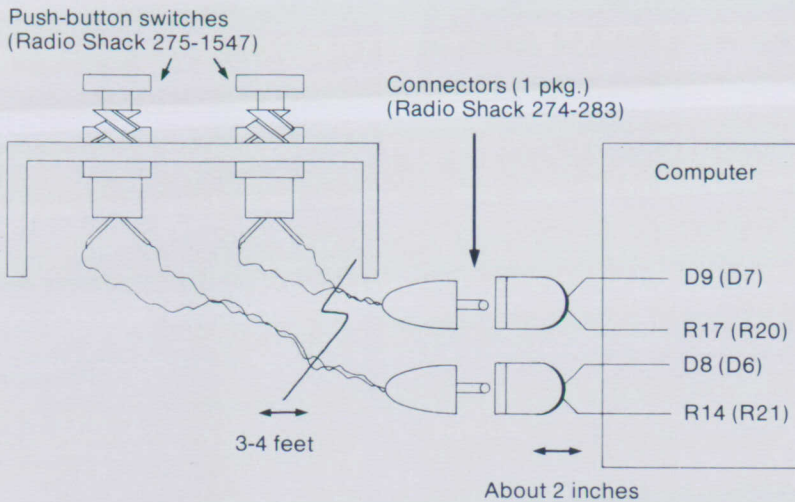 Push-button switches
(Radio Shack 275-1547)
Connectors (1 pkg.)
(Radio Shack 274-283)
Computer
D9 (D7)
R17 (R20)
D8 (D6)
R14 (R21)
3-4 feet
About 2 inches